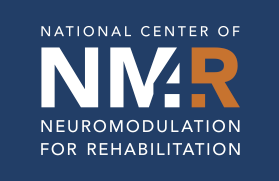 NATIONAL CENTER OF
NM4R
NEUROMODULATION
FOR REHABILITATION